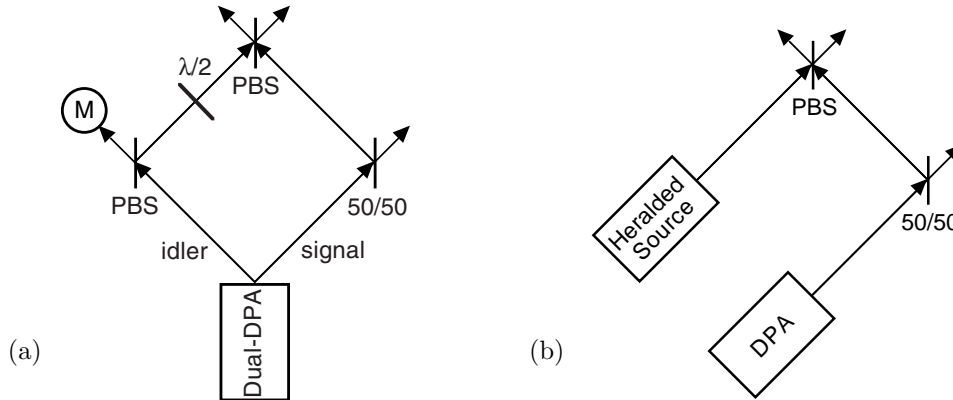 λ/2
PBS
M
PBS
50/50
idler
signal
Dual-DPA
(a)
PBS
Heralded
Source
50/50
DPA
(b)